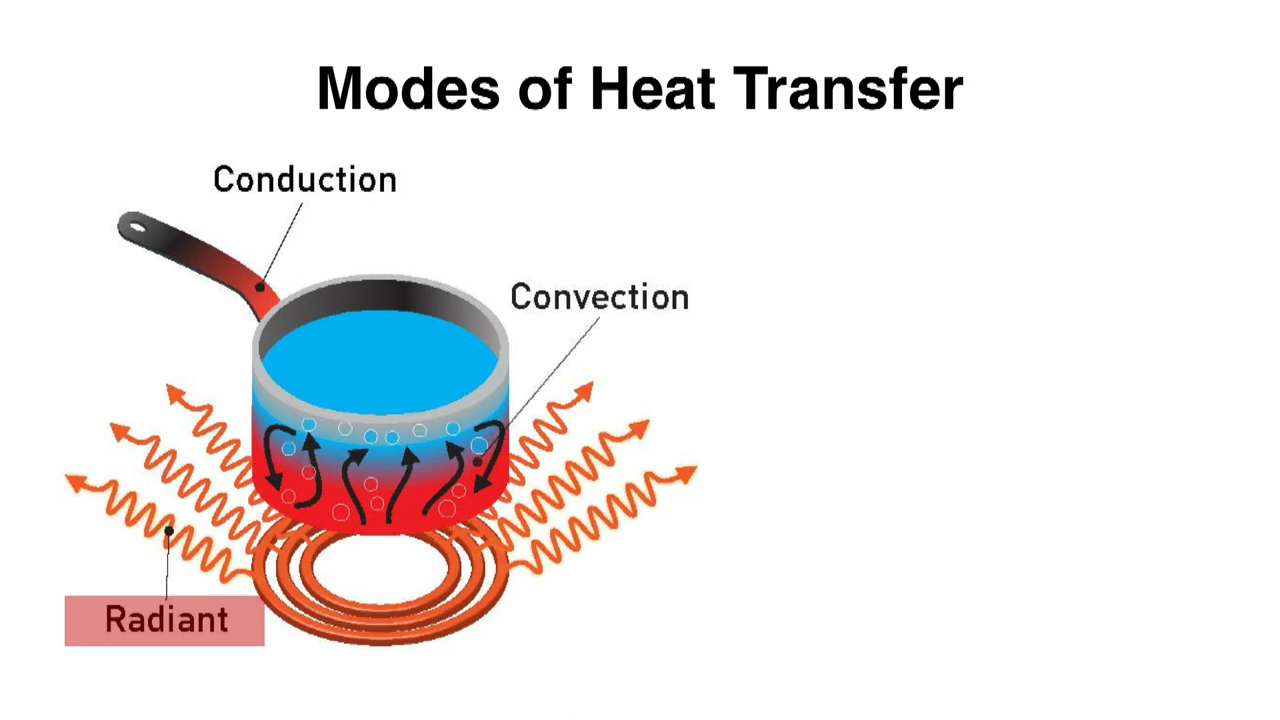 Modes of Heat Transfer
Conduction
Convection
Radiant